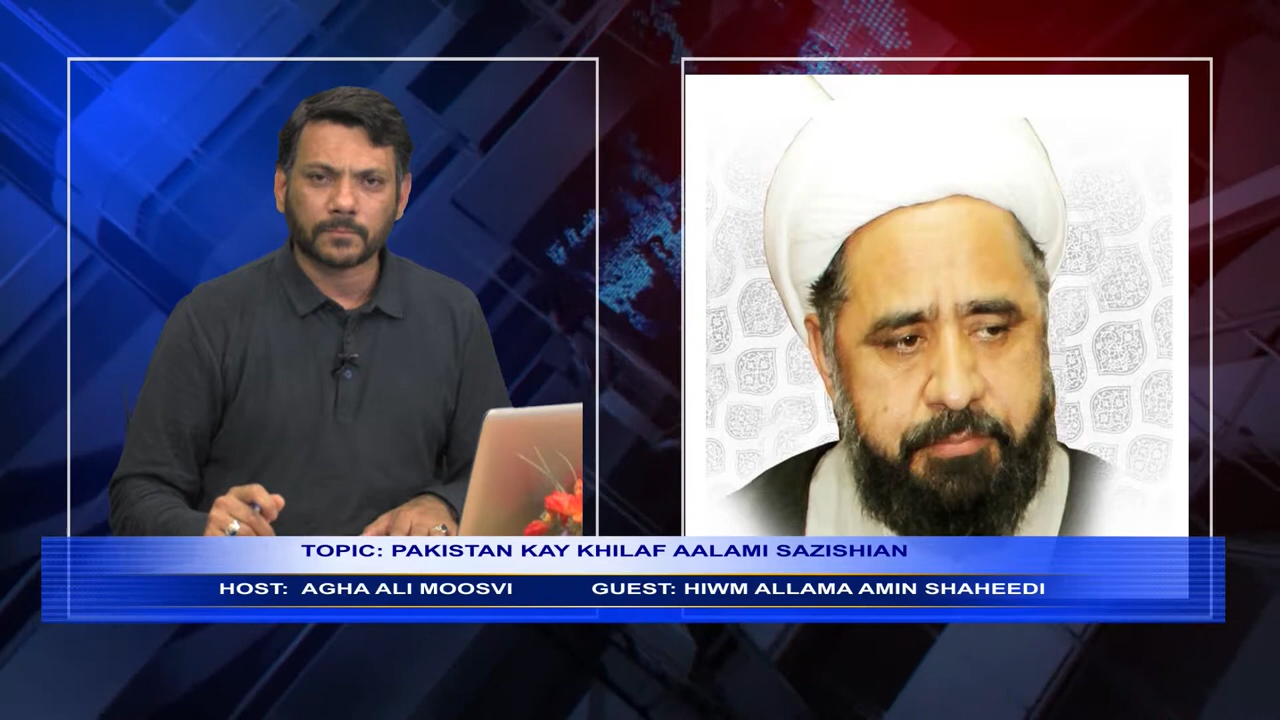 TOPIC: PAKISTAN KAY KHILAF AALAMI SAZISHIAN
HOST: AGHA ALI MOOSVI GUEST: HIWM ALLAMA AMIN SHAHEEDI